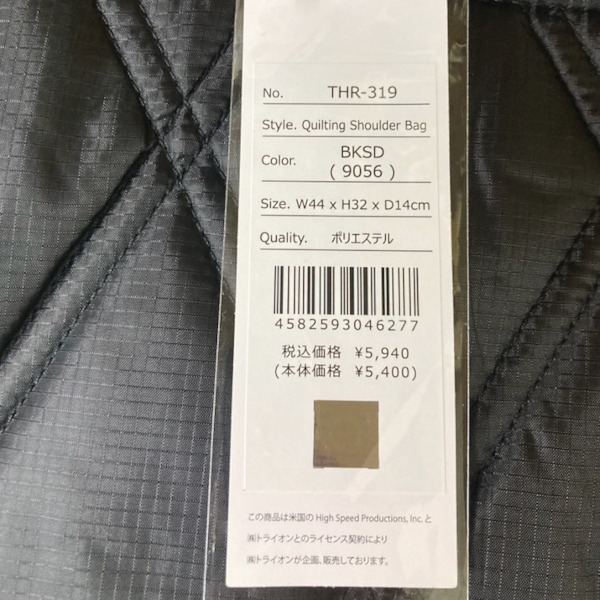 No. THR-319
Style. Quilting Shoulder Bag
Color. BKSD
( 9056 )
Size. W44 x H32 x D14cm
Quality. ポリエステル
4582593046277
税込価格 ¥5,940
(本体価格 ¥5,400)
この商品は米国の High Speed Productions, Inc. と
㈱トライオンとのライセンス契約により
㈱トライオンが企画、販売しております。